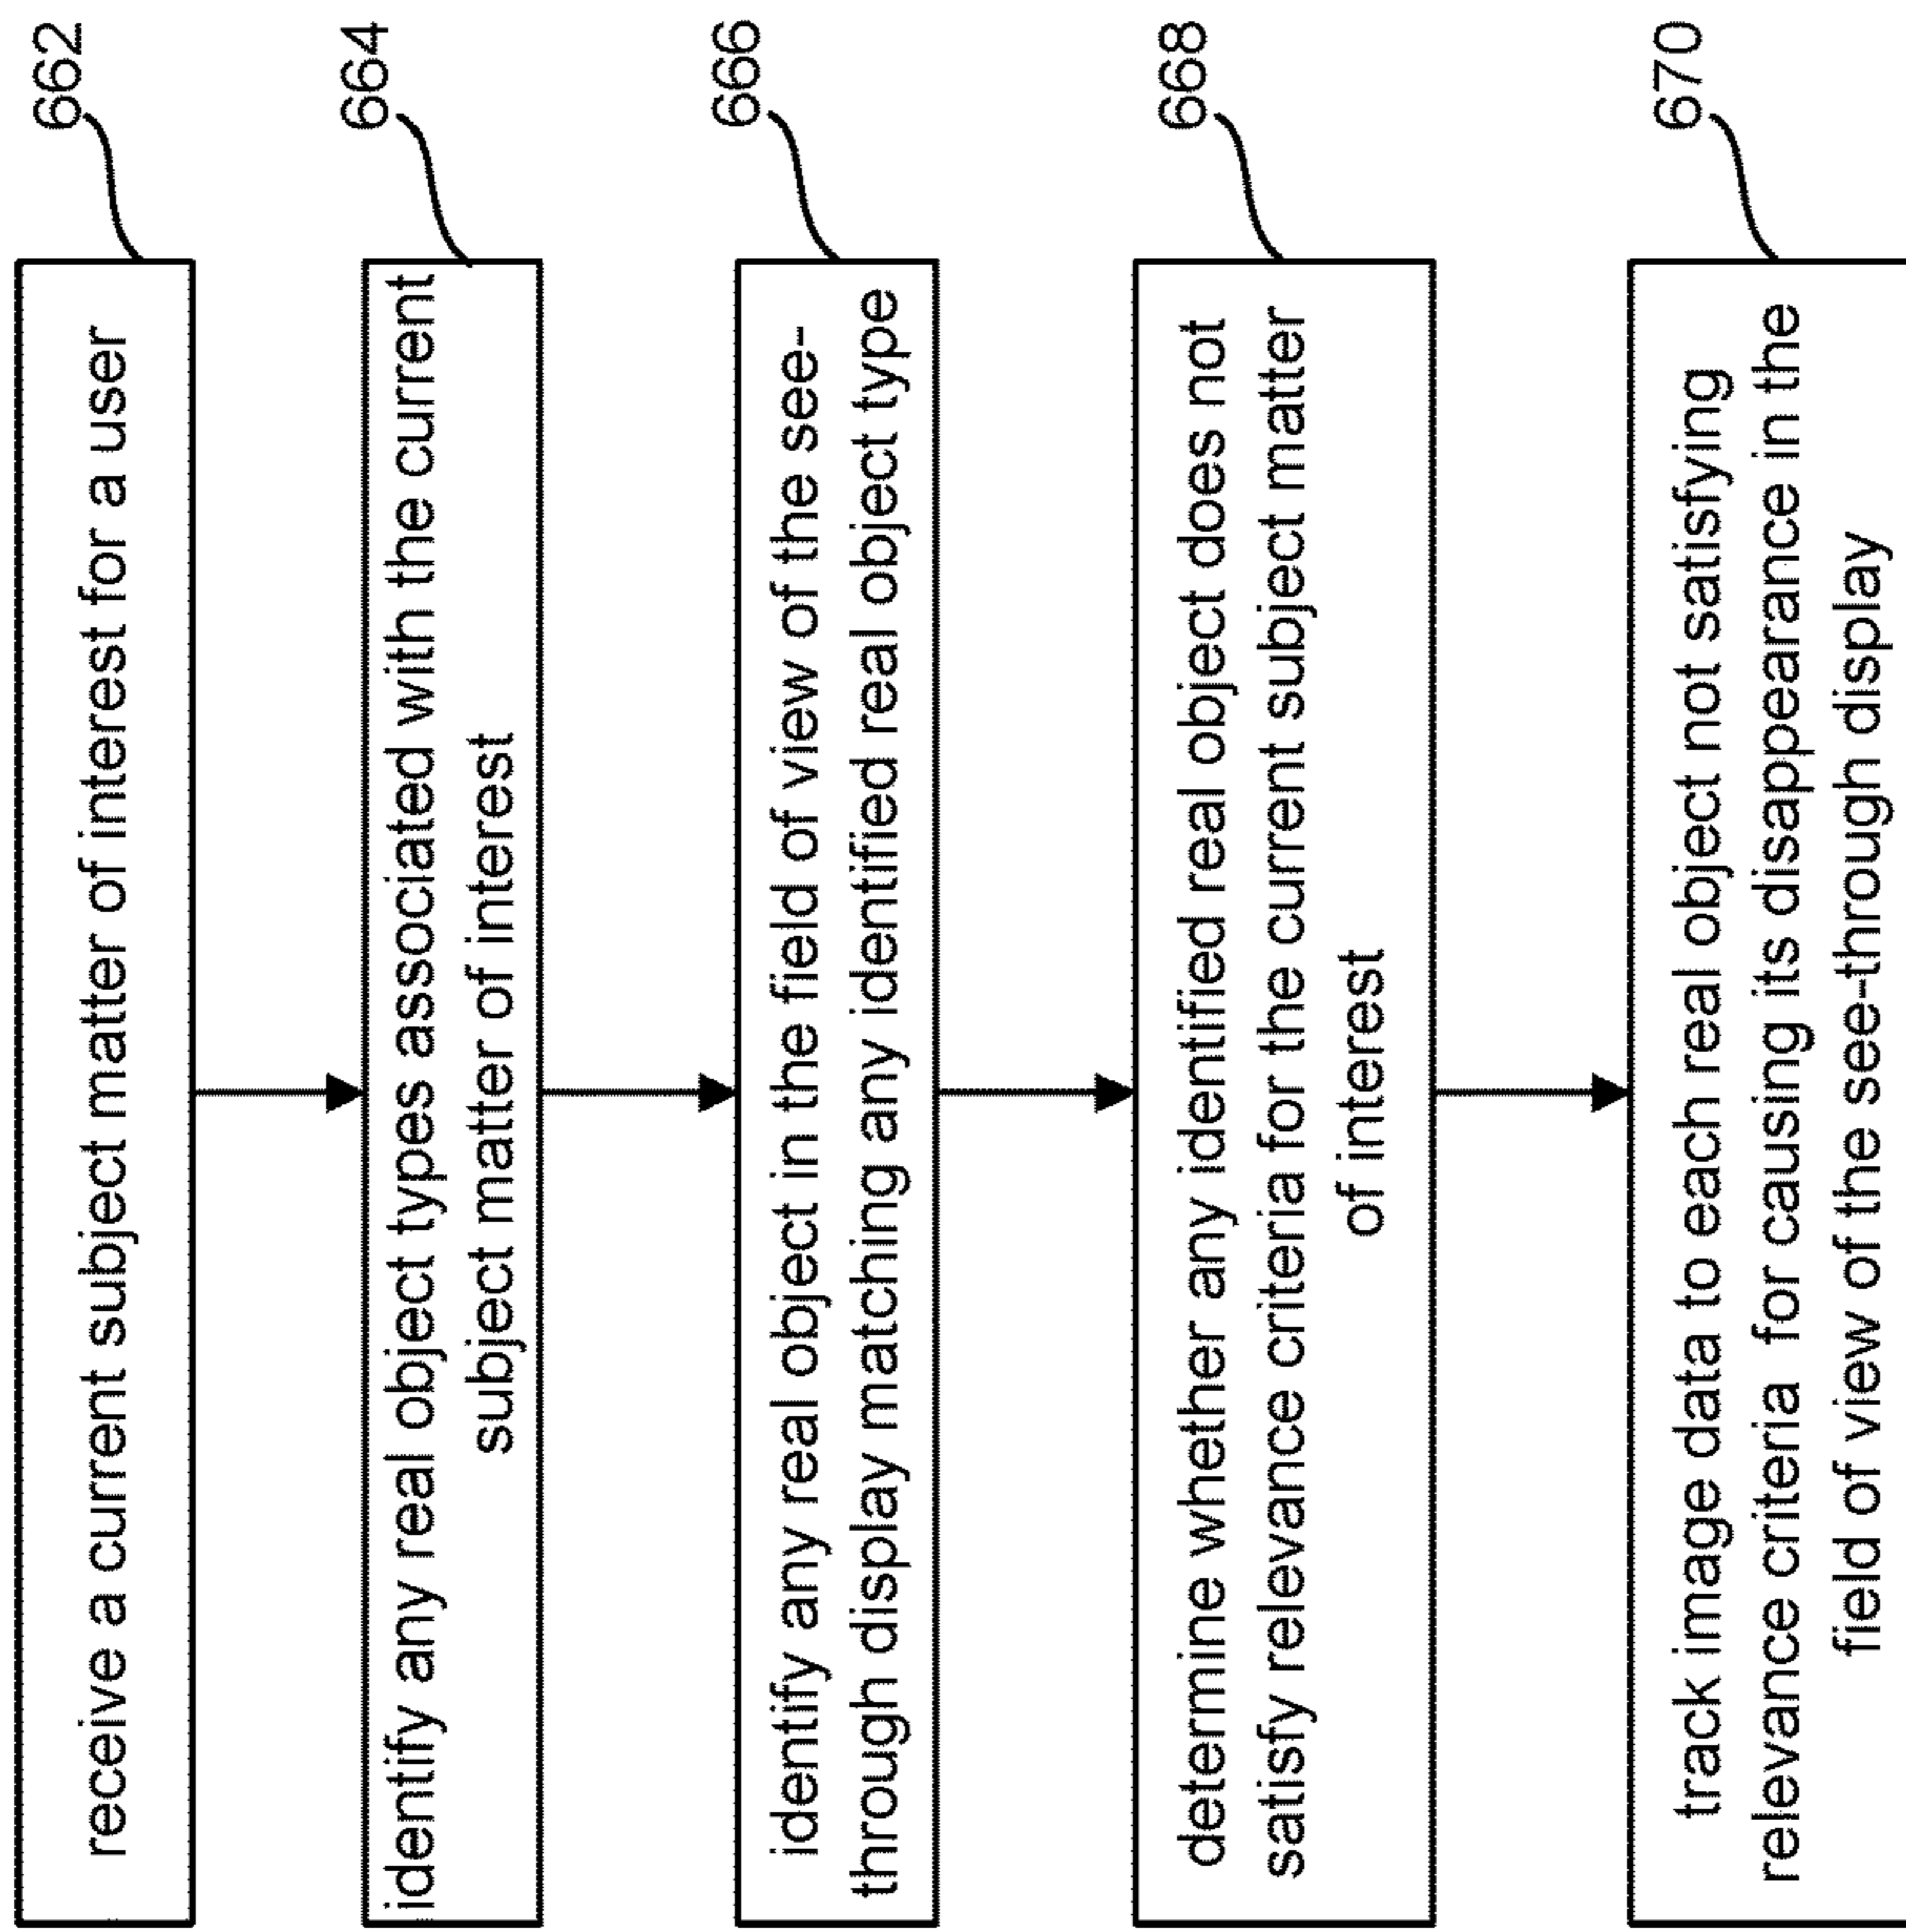 662
receive a current subject matter of interest for a user
664
identify any real object types associated with the current
subject matter of interest
666
identify any real object in the field of view of the see-
through display matching any identified real object type
668
determine whether any identified real object does not
satisfy relevance criteria for the current subject matter
of interest
670
track image data to each real object not satisfying
relevance criteria for causing its disappearance in the
field of view of the see-through display